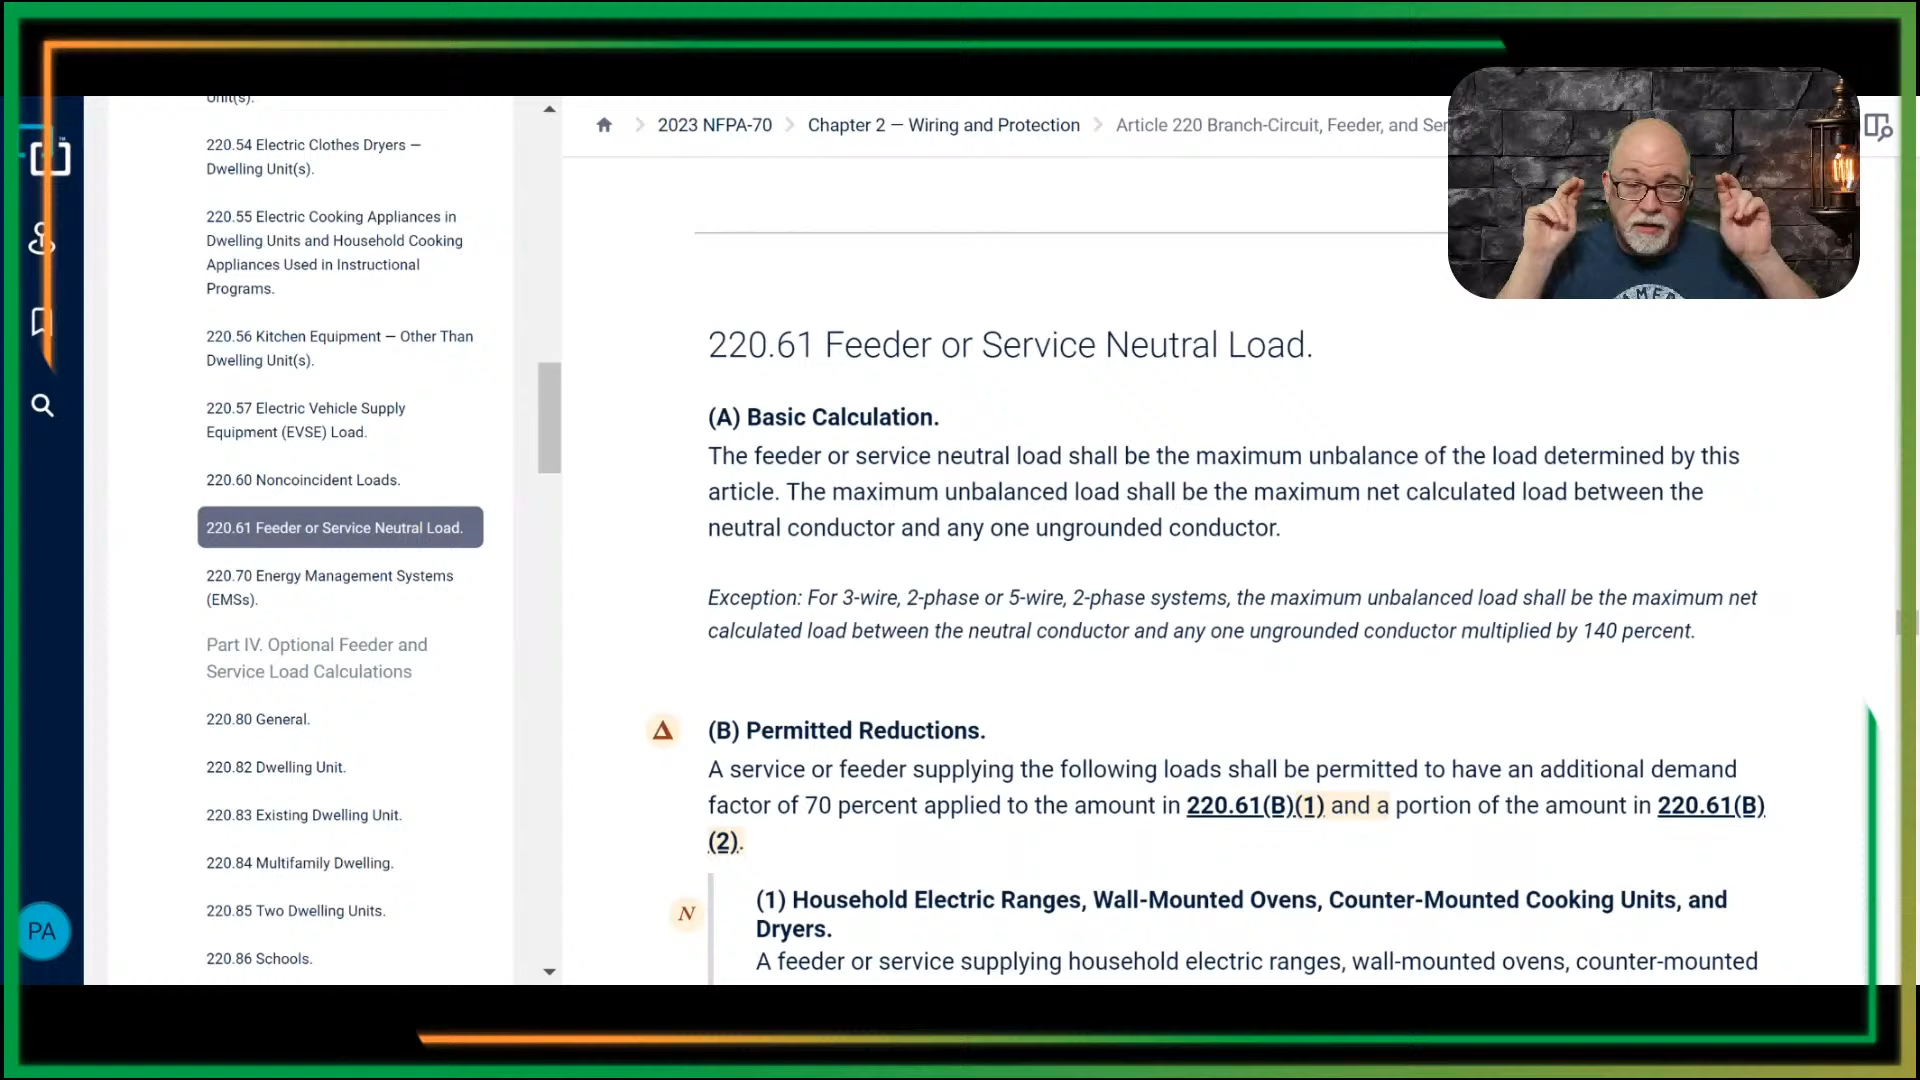 Unit(s).
220.54 Electric Clothes Dryers —
Dwelling Unit(s).
220.55 Electric Cooking Appliances in
Dwelling Units and Household Cooking
Appliances Used in Instructional
Programs.
220.56 Kitchen Equipment — Other Than
Dwelling Unit(s).
220.57 Electric Vehicle Supply
Equipment (EVSE) Load.
220.60 Noncoincident Loads.
220.61 Feeder or Service Neutral Load.
220.70 Energy Management Systems
(EMSs).
Part IV. Optional Feeder and
Service Load Calculations
220.80 General.
220.82 Dwelling Unit.
220.83 Existing Dwelling Unit.
220.84 Multifamily Dwelling.
220.85 Two Dwelling Units.
220.86 Schools.
PA
2023 NFPA-70 > Chapter 2 — Wiring and Protection > Article 220 Branch-Circuit, Feeder, and Ser
220.61 Feeder or Service Neutral Load.
(A) Basic Calculation.
The feeder or service neutral load shall be the maximum unbalance of the load determined by this
article. The maximum unbalanced load shall be the maximum net calculated load between the
neutral conductor and any one ungrounded conductor.
Exception: For 3-wire, 2-phase or 5-wire, 2-phase systems, the maximum unbalanced load shall be the maximum net
calculated load between the neutral conductor and any one ungrounded conductor multiplied by 140 percent.
Δ (B) Permitted Reductions.
A service or feeder supplying the following loads shall be permitted to have an additional demand
factor of 70 percent applied to the amount in 220.61(B)(1) and a portion of the amount in 220.61(B)
(2).
N (1) Household Electric Ranges, Wall-Mounted Ovens, Counter-Mounted Cooking Units, and
Dryers.
A feeder or service supplying household electric ranges, wall-mounted ovens, counter-mounted